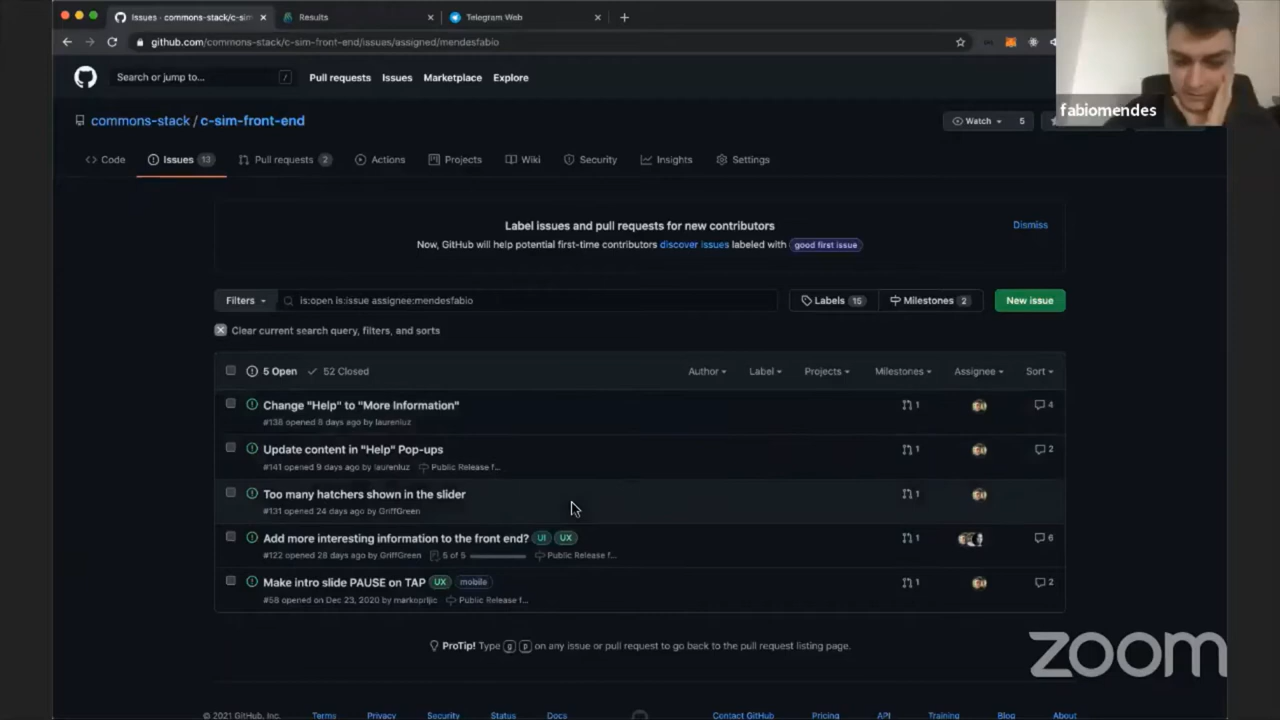 Issues · commons-stack/c-sim
Results
Telegram Web
github.com/commons-stack/c-sim-front-end/issues/assigned/mendesfabio
fabiomendes
Search or jump to...
/
Pull requests
Issues
Marketplace
Explore
commons-stack / c-sim-front-end
Watch
5
Code
Issues 13
Pull requests 2
Actions
Projects
Wiki
Security
Insights
Settings
Label issues and pull requests for new contributors
Dismiss
Now, GitHub will help potential first-time contributors discover issues labeled with good first issue
Filters
is:open is:issue assignee:mendesfabio
Labels 15
Milestones 2
New issue
Clear current search query, filters, and sorts
5 Open
52 Closed
Author
Label
Projects
Milestones
Assignee
Sort
Change "Help" to "More Information"
1
4
#138 opened 8 days ago by laureniuz
Update content in "Help" Pop-ups
1
2
#141 opened 9 days ago by laurenluz
Public Release f...
Too many hatchers shown in the slider
1
#131 opened 24 days ago by GriffGreen
Add more interesting information to the front end? UI UX
1
6
#122 opened 28 days ago by GriffGreen
5 of 5
Public Release f...
Make intro slide PAUSE on TAP UX mobile
1
2
#58 opened on Dec 23, 2020 by markoprljic
Public Release f...
ProTip! Type g p on any issue or pull request to go back to the pull request listing page.
zoom
© 2021 GitHub, Inc.
Terms
Privacy
Security
Status
Docs
Contact GitHub
Pricing
API
Training
Blog
About